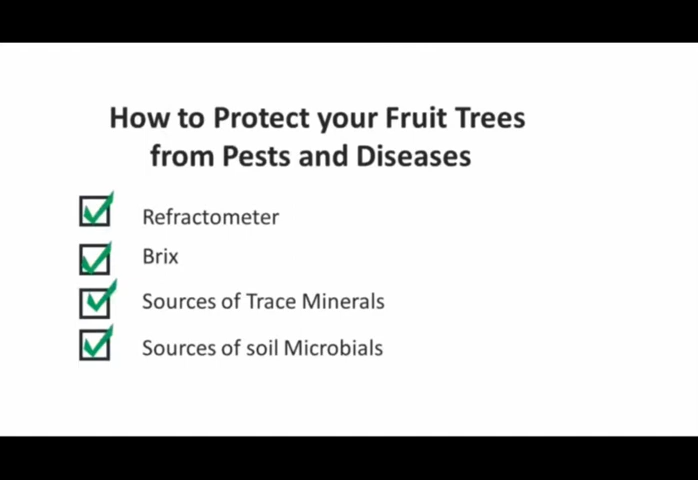 How to Protect your Fruit Trees
from Pests and Diseases
Refractometer
Brix
Sources of Trace Minerals
Sources of soil Microbials